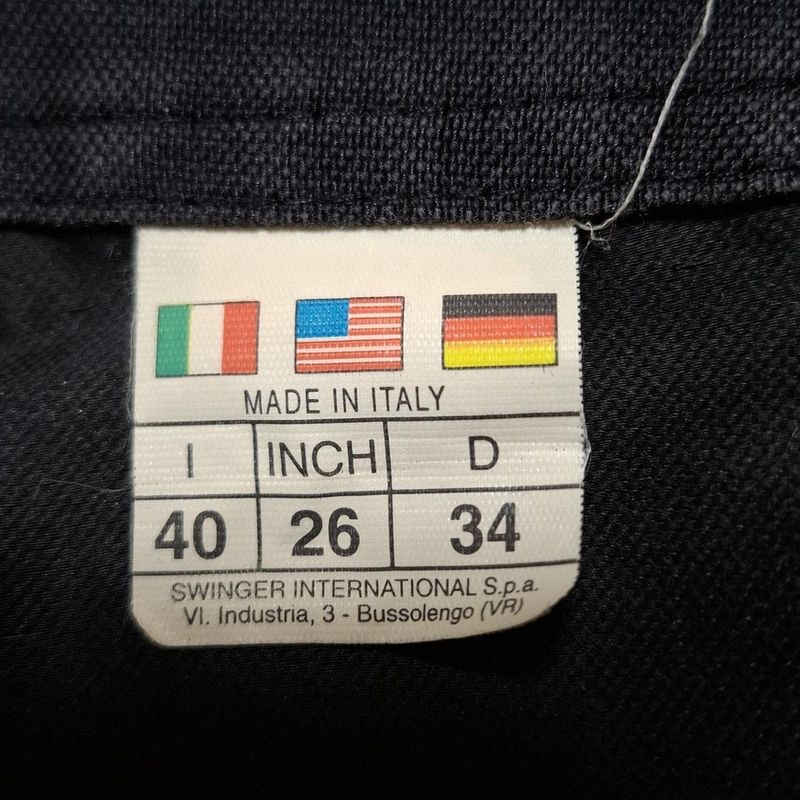 MADE IN ITALY
I INCH D
40 26 34
SWINGER INTERNATIONAL S.p.a.
Vl. Industria, 3 - Bussolengo (VR)